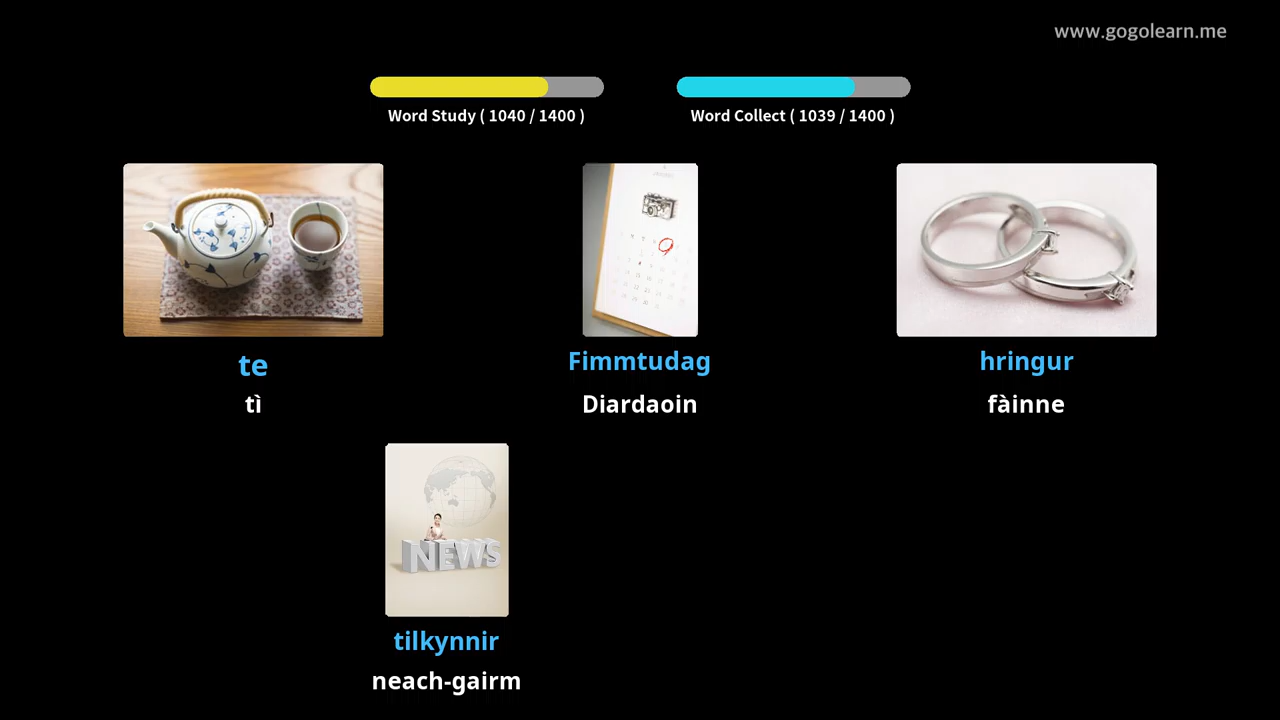 www.gogolearn.me
Word Study ( 1040 / 1400 )
Word Collect ( 1039 / 1400 )
te
Fimmtudag
hringur
tì
Diardaoin
fàinne
NEWS
tilkynnir
neach-gairm